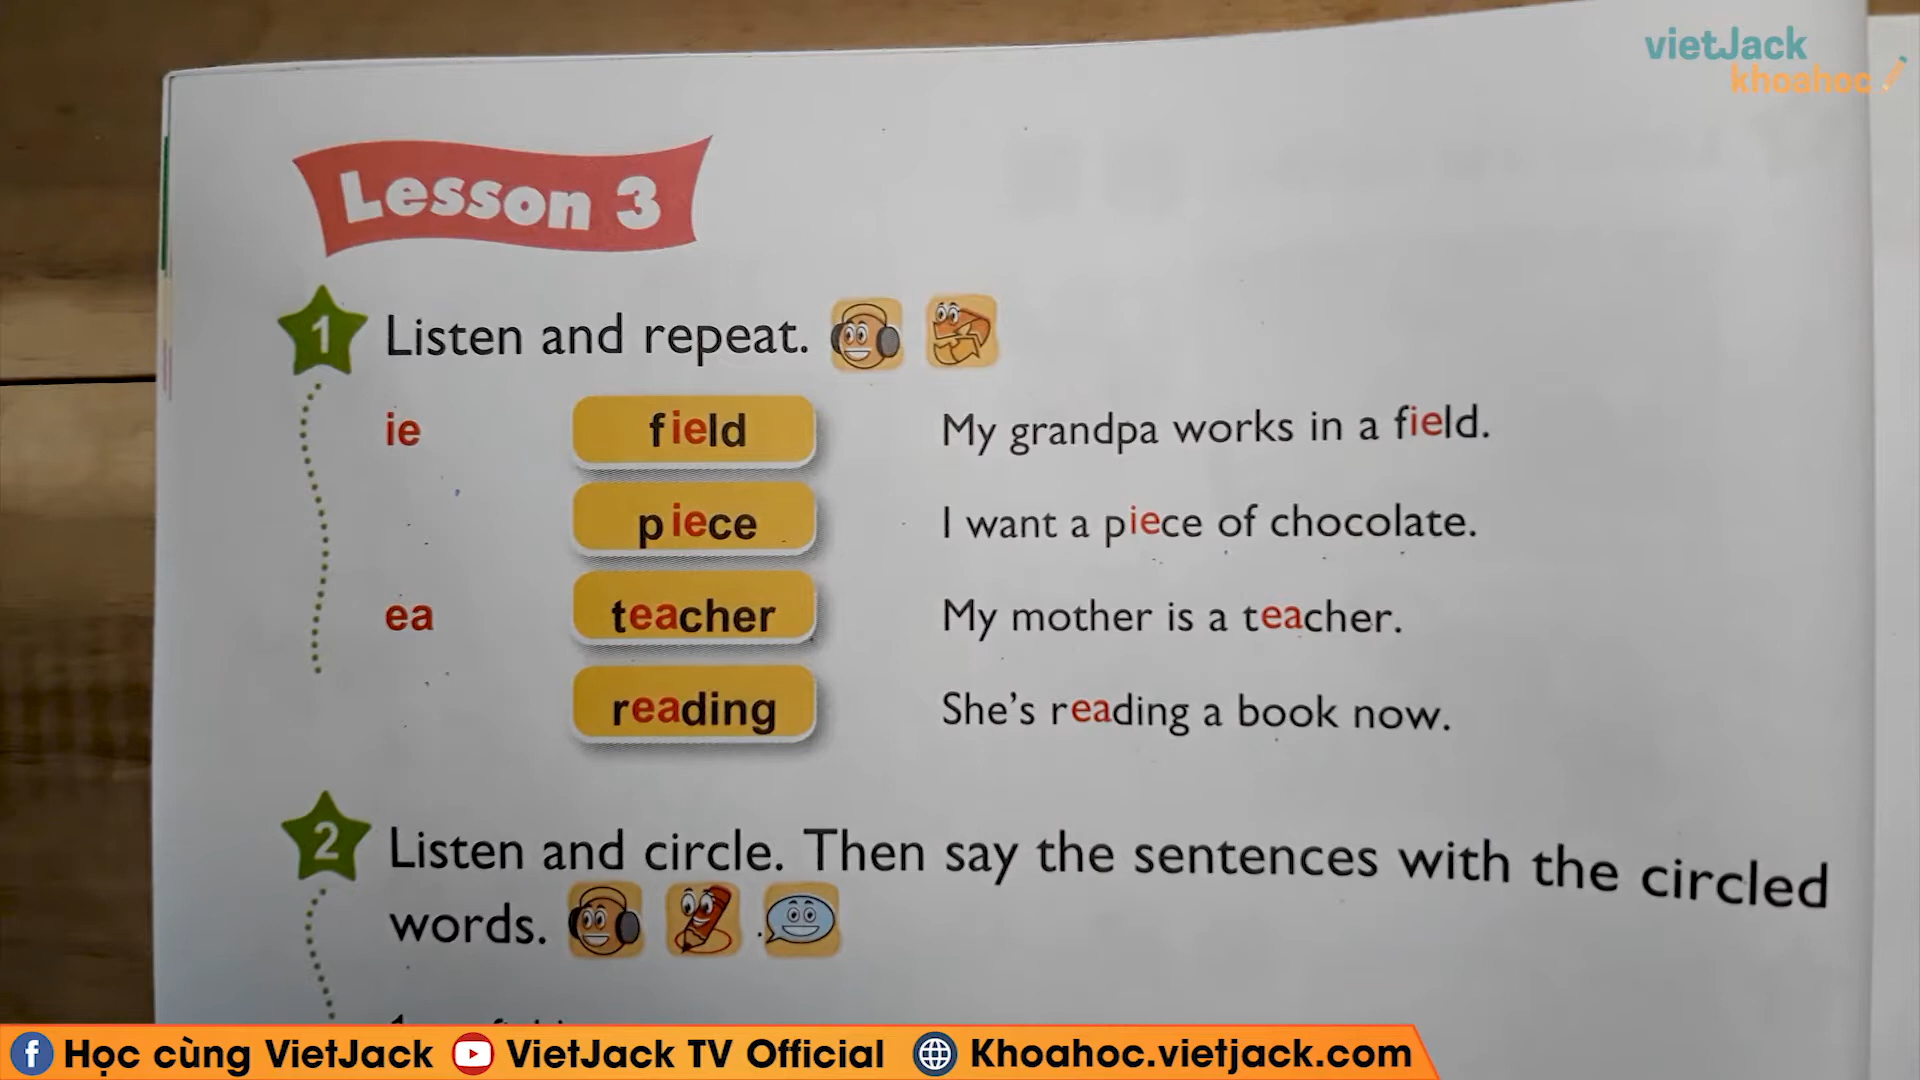 vietJack
khoahoc
Lesson 3
1 Listen and repeat.
ie field My grandpa works in a field.
piece I want a piece of chocolate.
ea teacher My mother is a teacher.
reading She's reading a book now.
2 Listen and circle. Then say the sentences with the circled
words.
Học cùng VietJack VietJack TV Official Khoahoc.vietjack.com